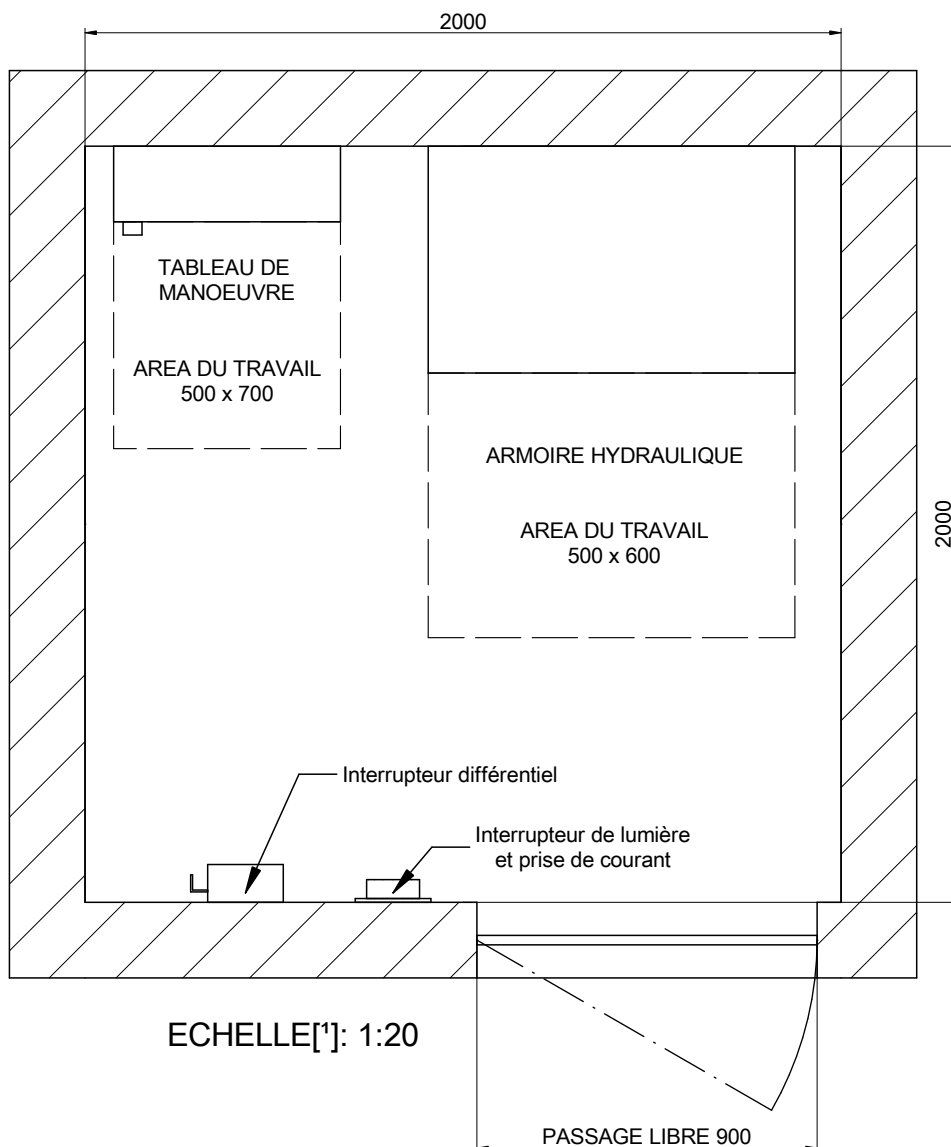 2000
TABLEAU DE
MANOEUVRE
AREA DU TRAVAIL
500 x 700
ARMOIRE HYDRAULIQUE
AREA DU TRAVAIL
500 x 600
2000
Interrupteur différentiel
Interrupteur de lumière
et prise de courant
ECHELLE[¹]: 1:20
PASSAGE LIBRE 900